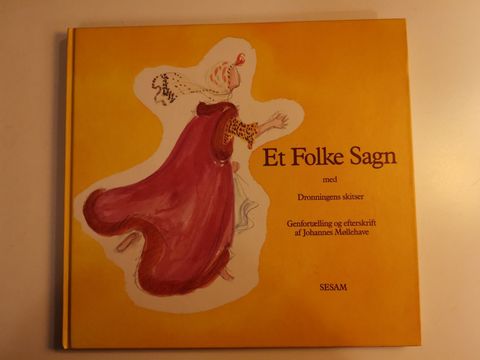 Et Folke Sagn
med
Dronningens skitser
Genfortælling og efterskrift
af Johannes Møllehave
SESAM